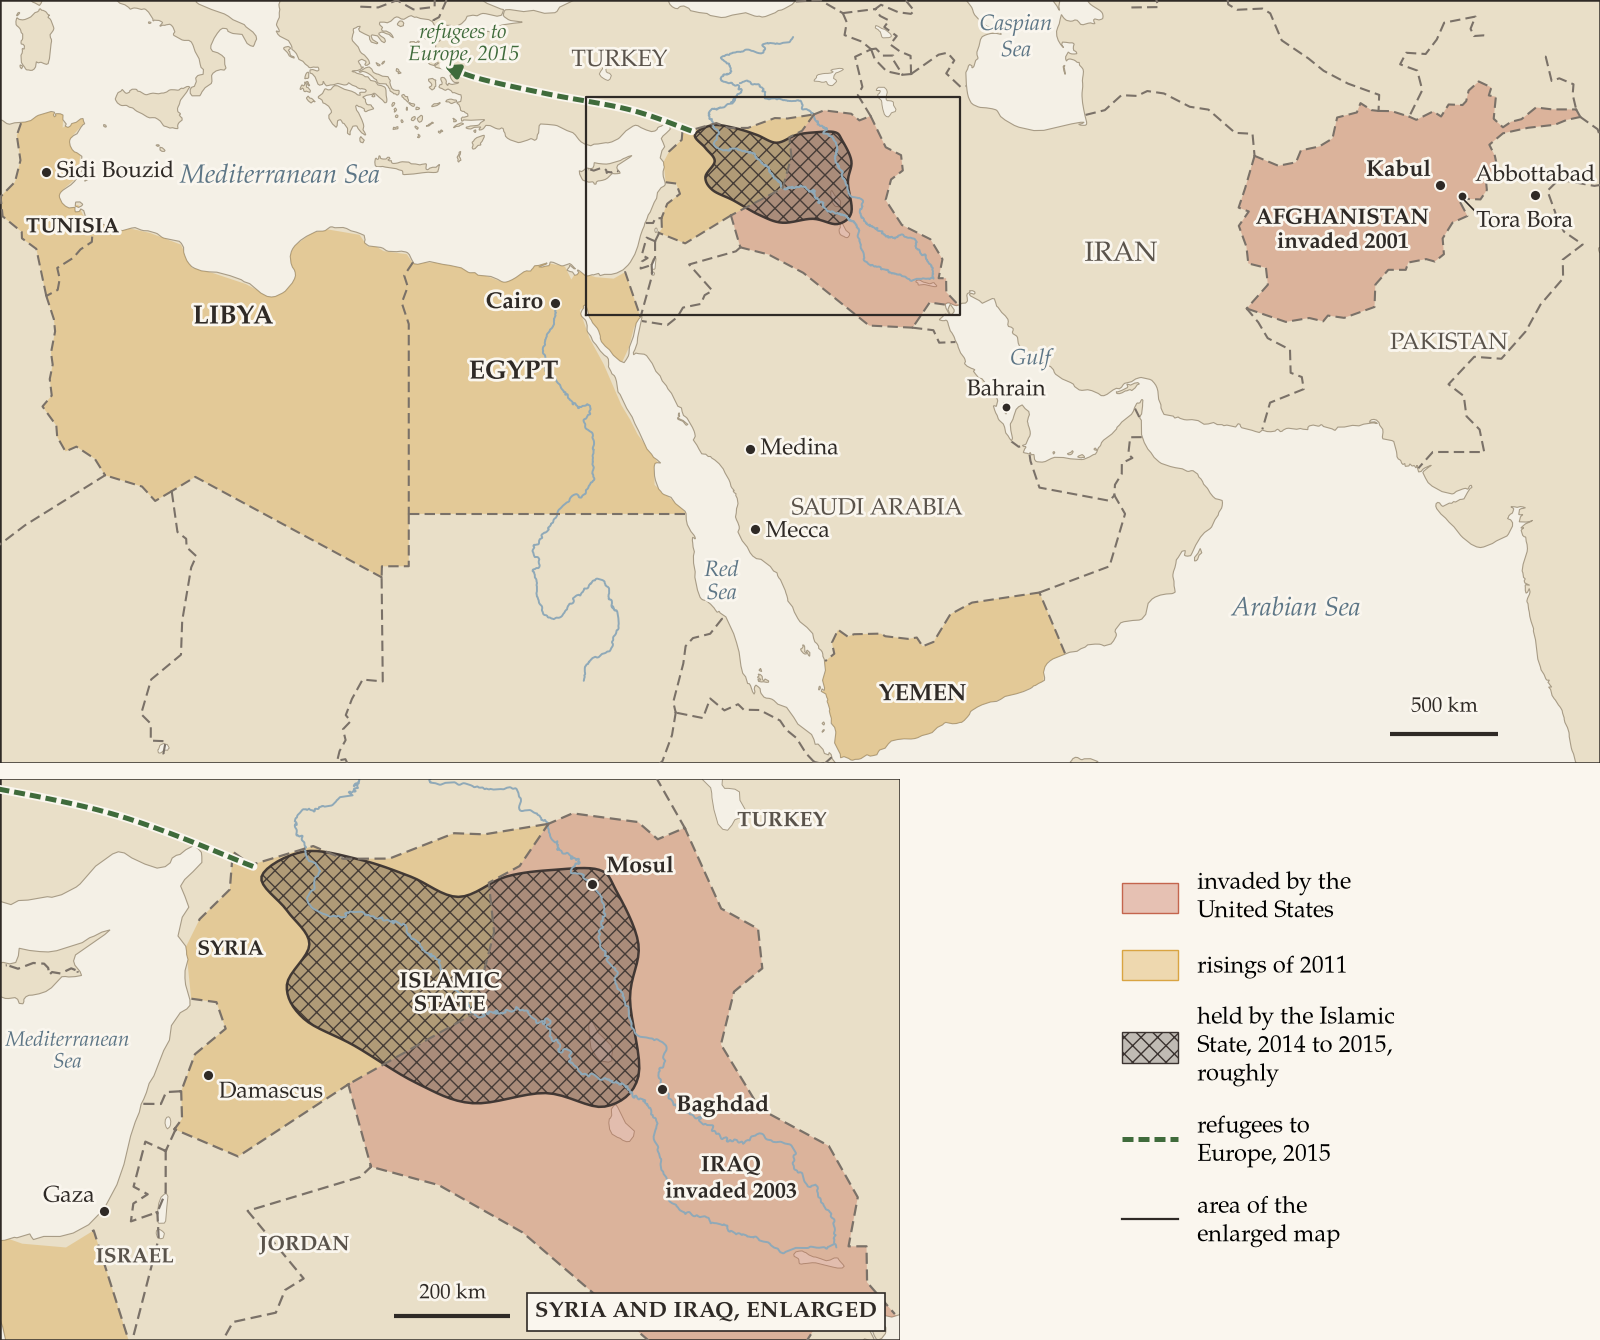 refugees to
Europe, 2015
TURKEY
Caspian
Sea
Sidi Bouzid
Mediterranean Sea
TUNISIA
Kabul
Abbottabad
Tora Bora
AFGHANISTAN
invaded 2001
IRAN
LIBYA
Cairo
EGYPT
PAKISTAN
Gulf
Bahrain
Medina
SAUDI ARABIA
Mecca
Red
Sea
Arabian Sea
YEMEN
500 km
TURKEY
Mosul
SYRIA
ISLAMIC
STATE
Mediterranean
Sea
Damascus
Baghdad
IRAQ
invaded 2003
Gaza
ISRAEL
JORDAN
200 km
SYRIA AND IRAQ, ENLARGED
invaded by the
United States
risings of 2011
held by the Islamic
State, 2014 to 2015,
roughly
refugees to
Europe, 2015
area of the
enlarged map